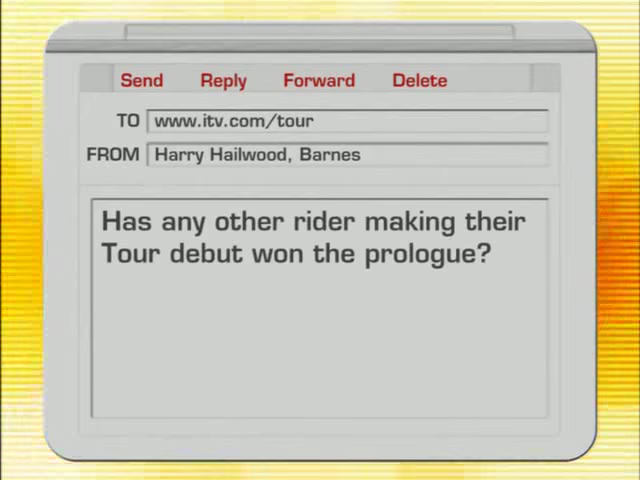 Send Reply Forward Delete
TO www.itv.com/tour
FROM Harry Hailwood, Barnes
Has any other rider making their
Tour debut won the prologue?